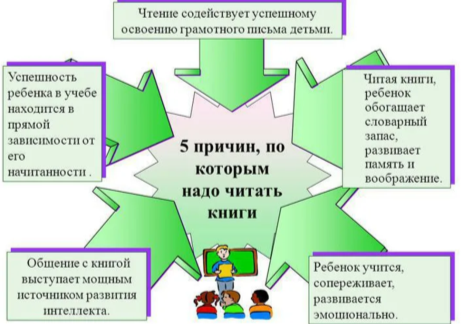 Чтение содействует успешному
освоению грамотного письма детьми.
Успешность
ребенка в учебе
находится в
прямой
зависимости от
его
начитанности .
Читая книги,
ребенок
обогащает
словарный
запас,
развивает
память и
воображение.
5 причин, по
которым
надо читать
книги
Общение с книгой
выступает мощным
источником развития
интеллекта.
Ребенок учится,
сопереживает,
развивается
эмоционально.